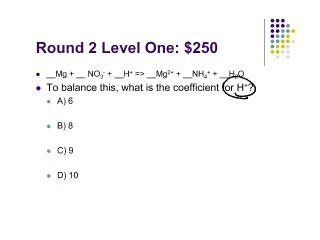 Round 2 Level One: $250
__Mg + __ NO₃⁻ + __H⁺ => __Mg²⁺ + __NH₄⁺ + __H₂O
To balance this, what is the coefficient for H⁺?
A) 6
B) 8
C) 9
D) 10